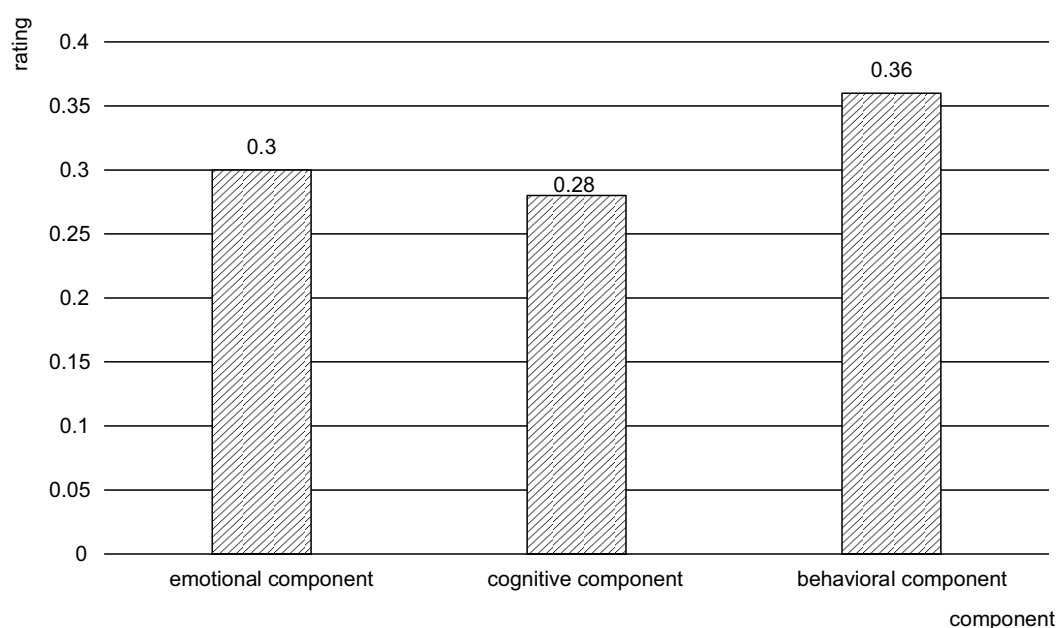 rating
0.4
0.36
0.35
0.3
0.3
0.28
0.25
0.2
0.15
0.1
0.05
0
emotional component
cognitive component
behavioral component
component